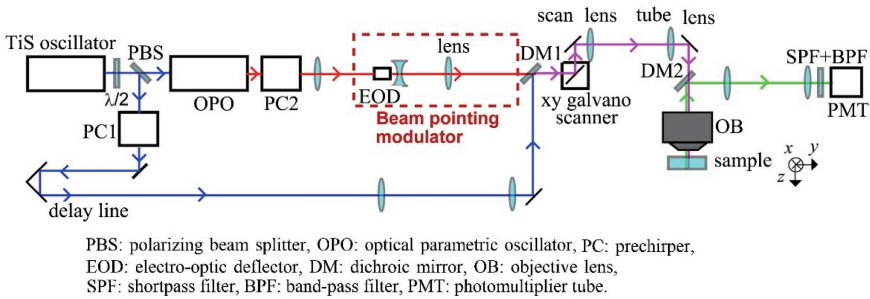 scan lens tube lens
TiS oscillator PBS lens DM1 SPF+BPF
DM2
λ/2 OPO PC2 EOD xy galvano PMT
scanner
PC1 Beam pointing OB
modulator
sample x y
z
delay line
PBS: polarizing beam splitter, OPO: optical parametric oscillator, PC: prechirper,
EOD: electro-optic deflector, DM: dichroic mirror, OB: objective lens,
SPF: shortpass filter, BPF: band-pass filter, PMT: photomultiplier tube.